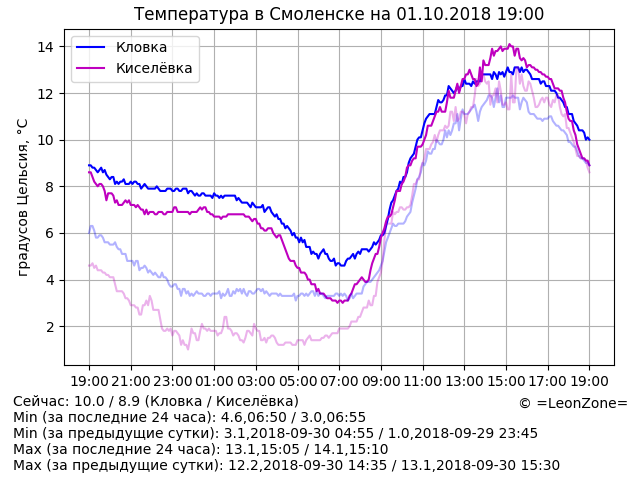 Температура в Смоленске на 01.10.2018 19:00
Кловка
Киселёвка
градусов Цельсия, °C
14
12
10
8
6
4
2
19:00 21:00 23:00 01:00 03:00 05:00 07:00 09:00 11:00 13:00 15:00 17:00 19:00
© =LeonZone=
Сейчас: 10.0 / 8.9 (Кловка / Киселёвка)
Min (за последние 24 часа): 4.6,06:50 / 3.0,06:55
Min (за предыдущие сутки): 3.1,2018-09-30 04:55 / 1.0,2018-09-29 23:45
Max (за последние 24 часа): 13.1,15:05 / 14.1,15:10
Max (за предыдущие сутки): 12.2,2018-09-30 14:35 / 13.1,2018-09-30 15:30